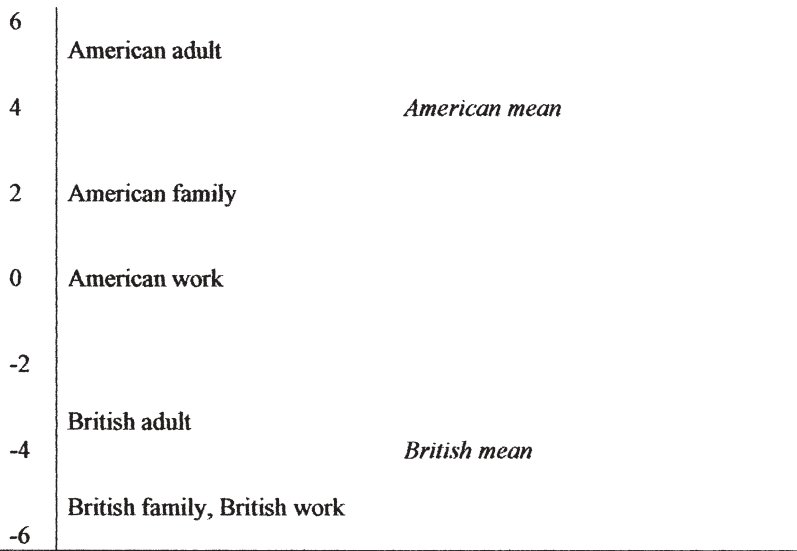 6
American adult
4 American mean
2 American family
0 American work
-2
British adult
-4 British mean
British family, British work
-6